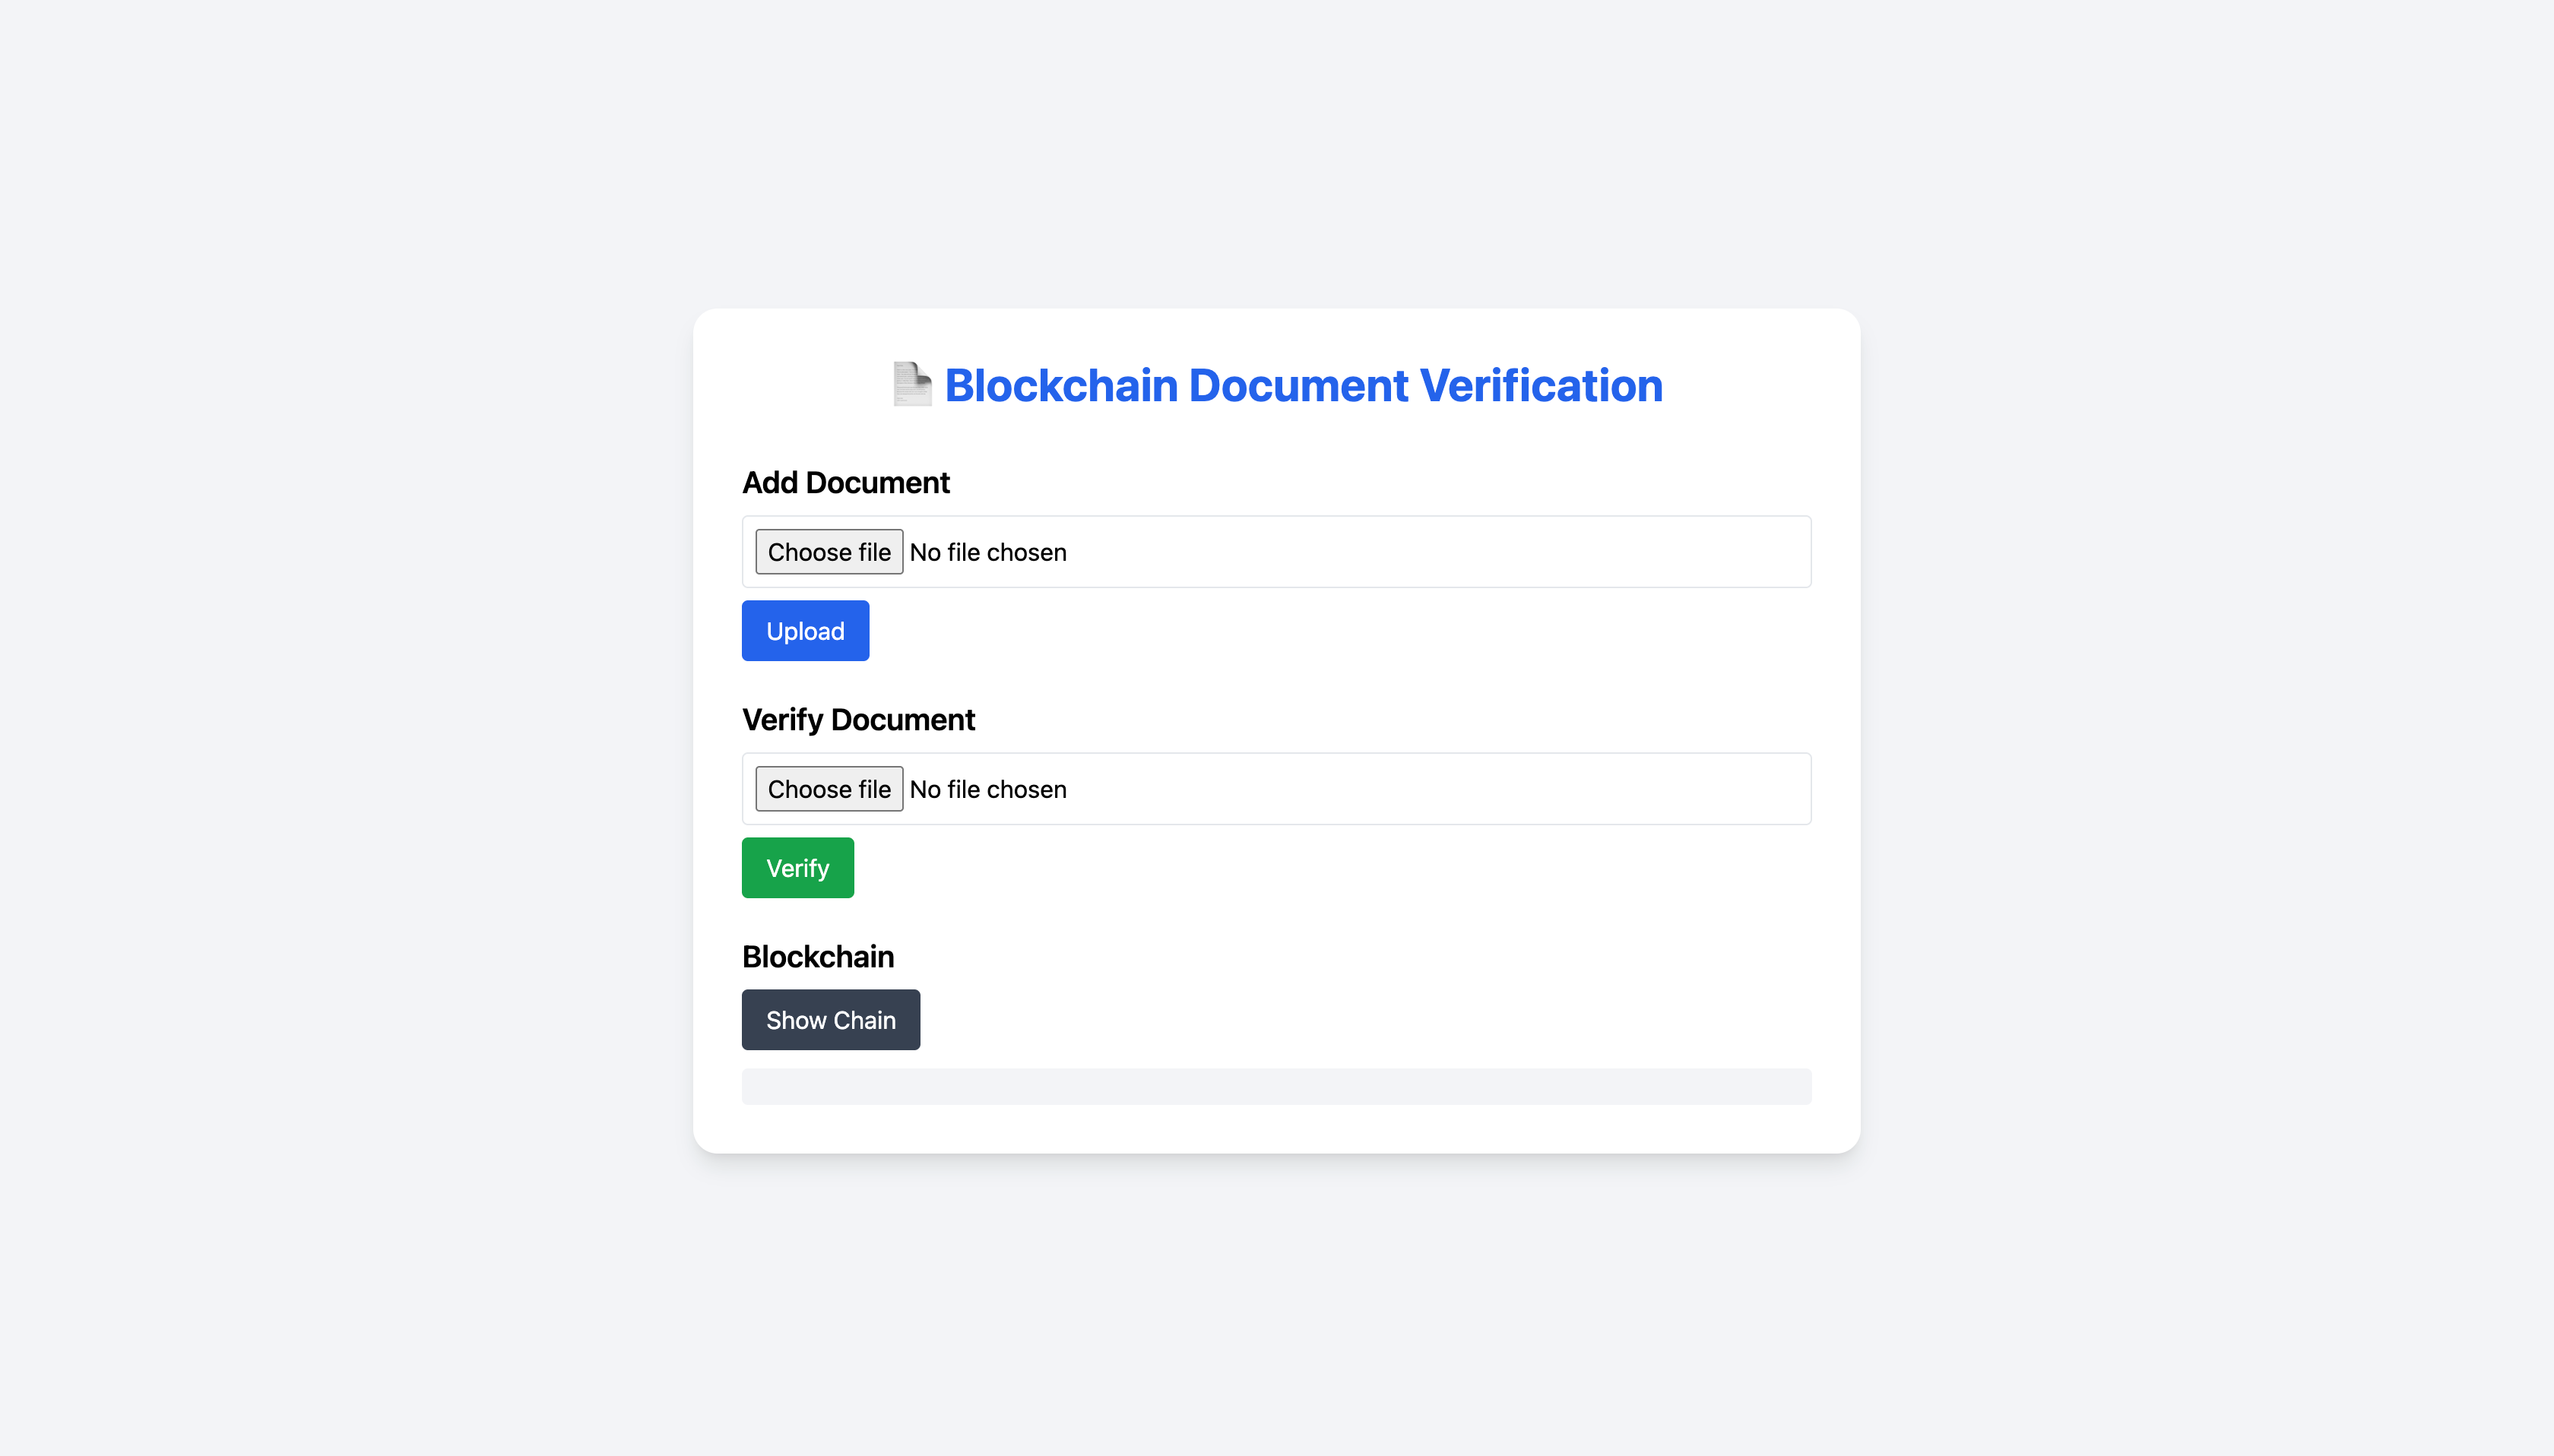 Blockchain Document Verification
Add Document
Choose file No file chosen
Upload
Verify Document
Choose file No file chosen
Verify
Blockchain
Show Chain